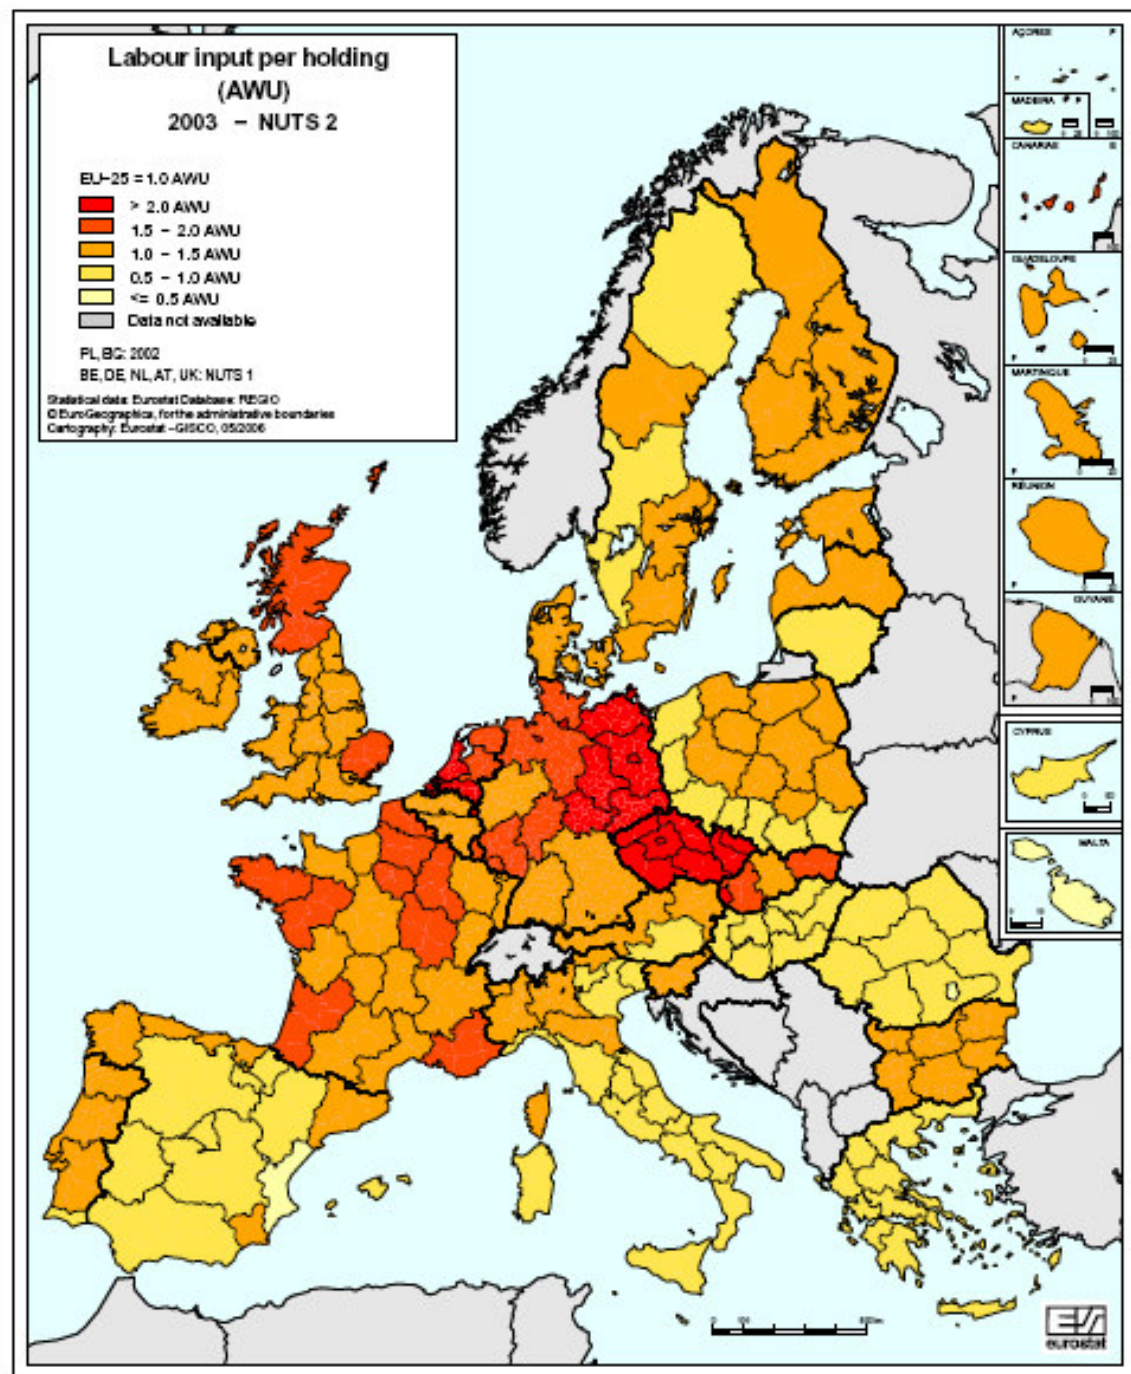 Labour input per holding
(AWU)
2003 – NUTS 2
EU-25 = 1.0 AWU
> 2.0 AWU
1.5 – 2.0 AWU
1.0 – 1.5 AWU
0.5 – 1.0 AWU
<= 0.5 AWU
Data not available
PL, BG: 2002
BE, DE, NL, AT, UK: NUTS 1
Statistical data: Eurostat Database: REGIO
© EuroGeographica, for the administrative boundaries
Cartography: Eurostat – GISCO, 05/2006
AÇORES P
MADEIRA P
CANARIAS E
GUADELOUPE
F
MARTINIQUE
F
RÉUNION
F
GUYANE
F
CYPRUS
MALTA
eurostat